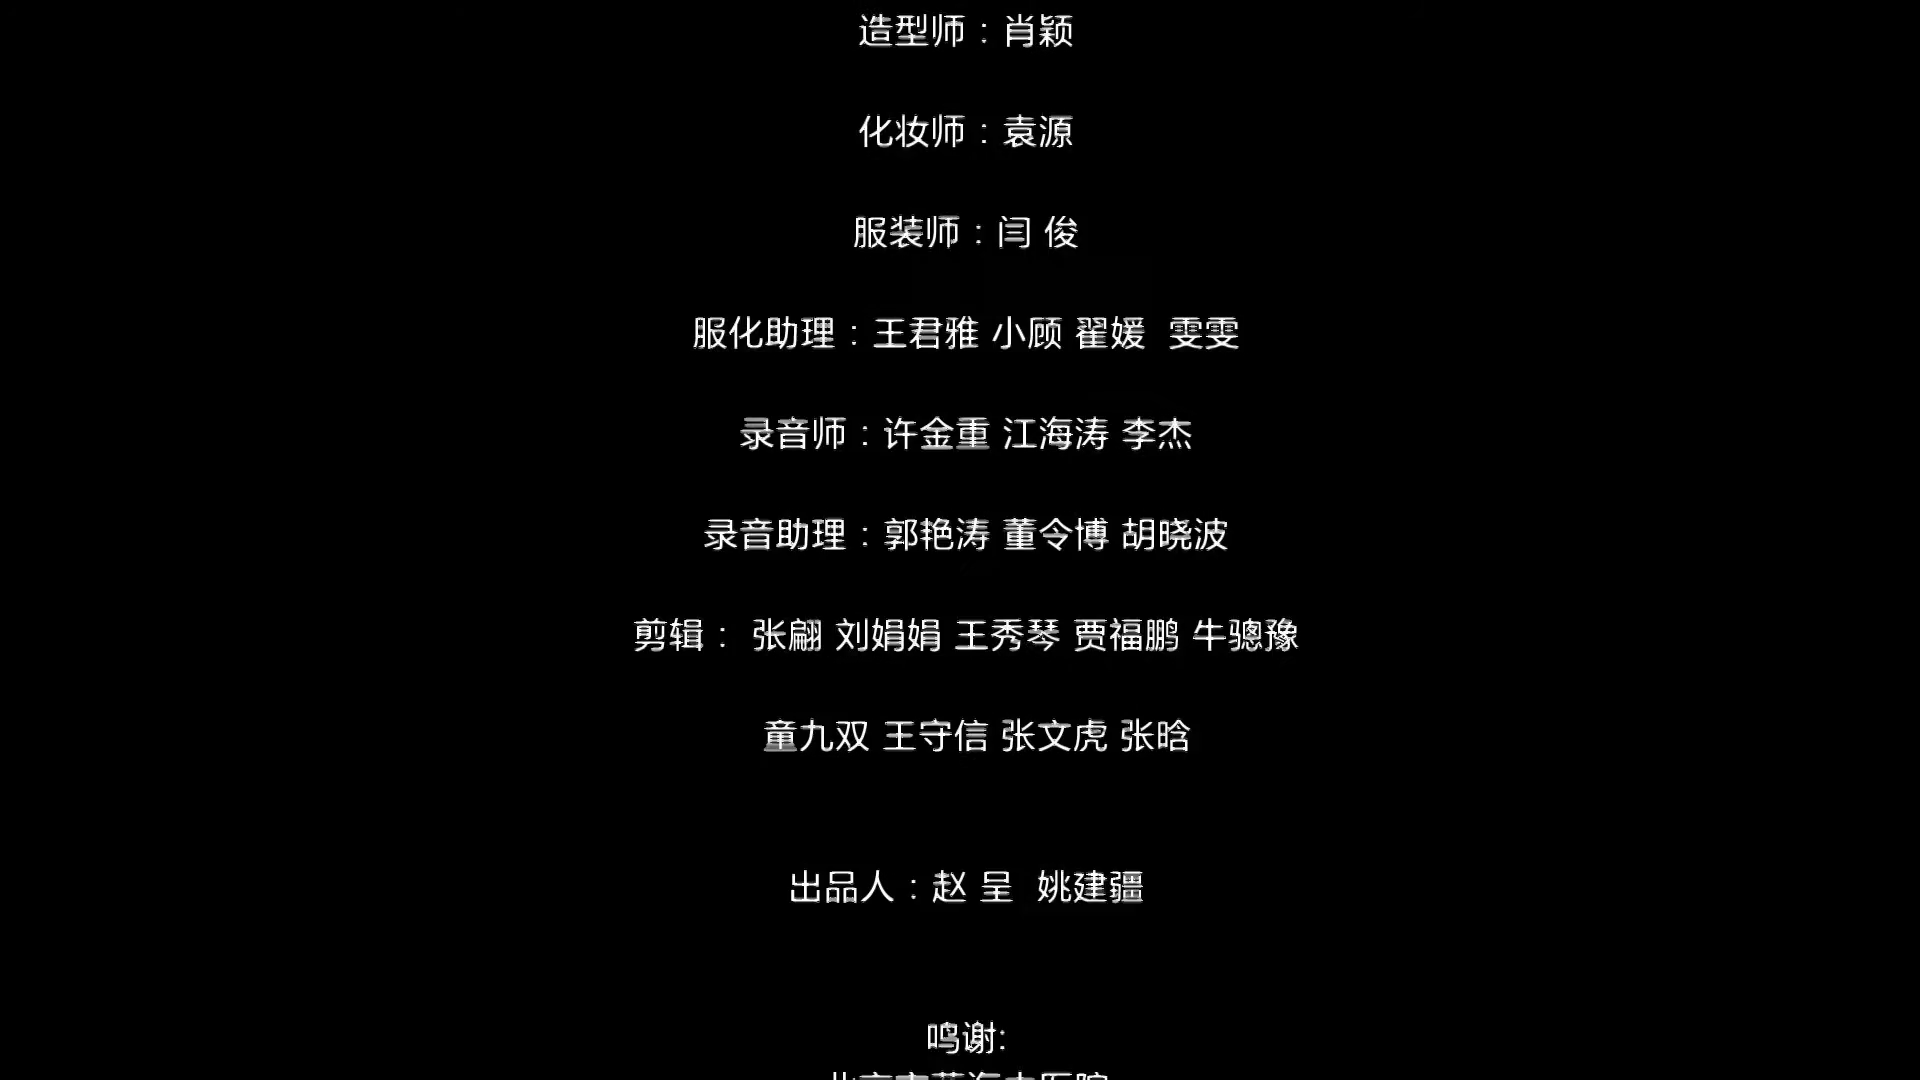 造型师：肖颖
化妆师：袁源
服装师：闫 俊
服化助理：王君雅 小顾 翟媛 雯雯
录音师：许金重 江海涛 李杰
录音助理：郭艳涛 董令博 胡晓波
剪辑： 张翩 刘娟娟 王秀琴 贾福鹏 牛骢豫
童九双 王守信 张文虎 张晗
出品人：赵 呈 姚建疆
鸣谢: